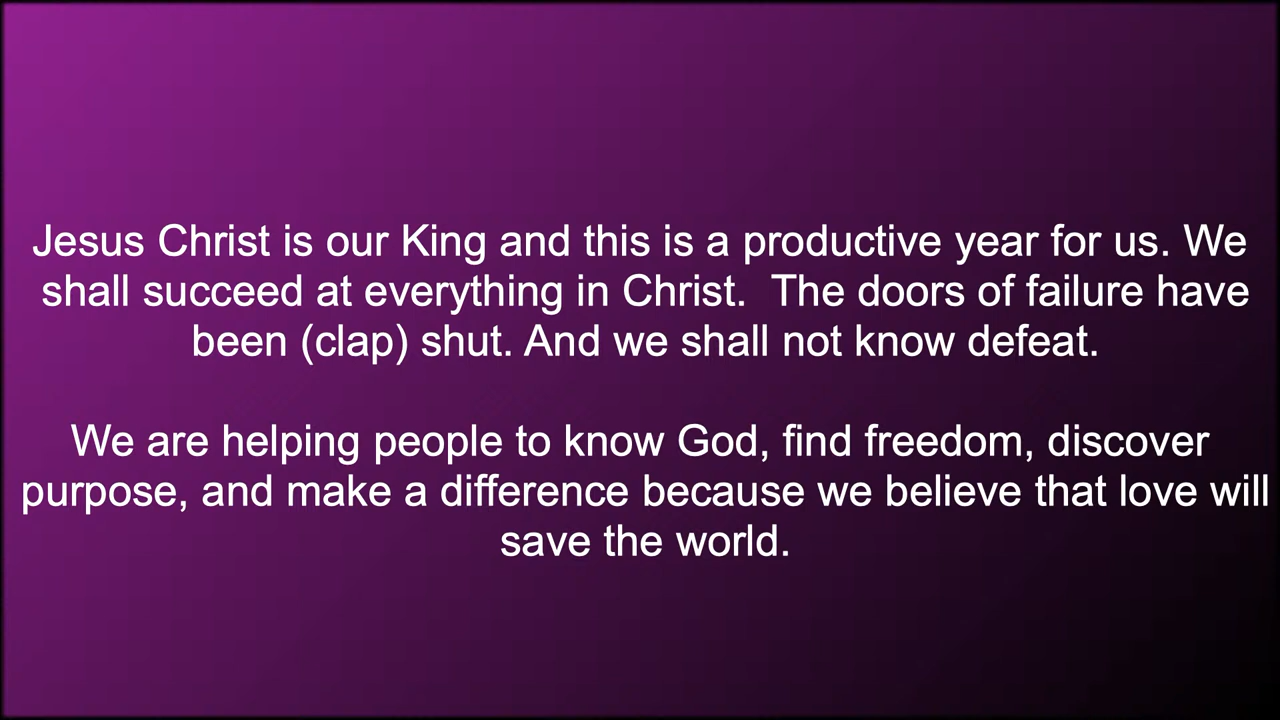 Jesus Christ is our King and this is a productive year for us. We
shall succeed at everything in Christ.  The doors of failure have
been (clap) shut. And we shall not know defeat.
We are helping people to know God, find freedom, discover
purpose, and make a difference because we believe that love will
save the world.